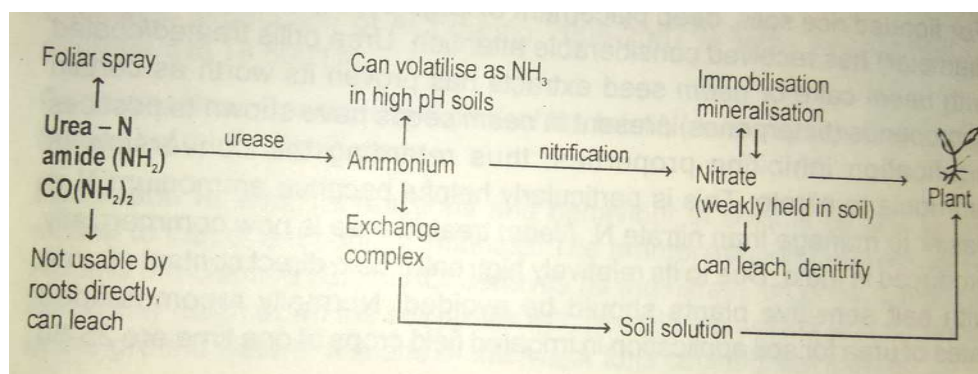 Foliar spray
Urea – N
amide (NH₂)
CO(NH₂)₂
Not usable by
roots directly,
can leach
urease
Can volatilise as NH₃
in high pH soils
Ammonium
Exchange
complex
nitrification
Immobilisation
mineralisation
Nitrate
(weakly held in soil)
can leach, denitrify
Soil solution
Plant